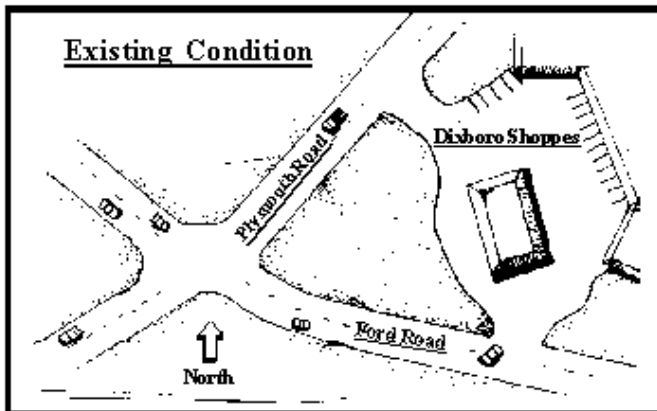 Existing Condition
Dixboro Shoppes
Plymouth Road
Ford Road
North